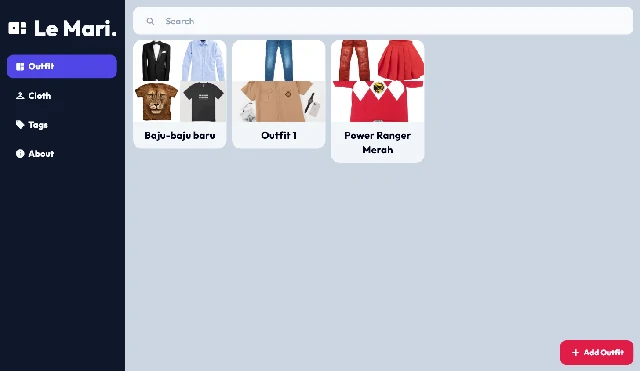 Le Mari.
Outfit
Cloth
Tags
About
Search
Baju-baju baru
Outfit 1
Power Ranger
Merah
Add Outfit